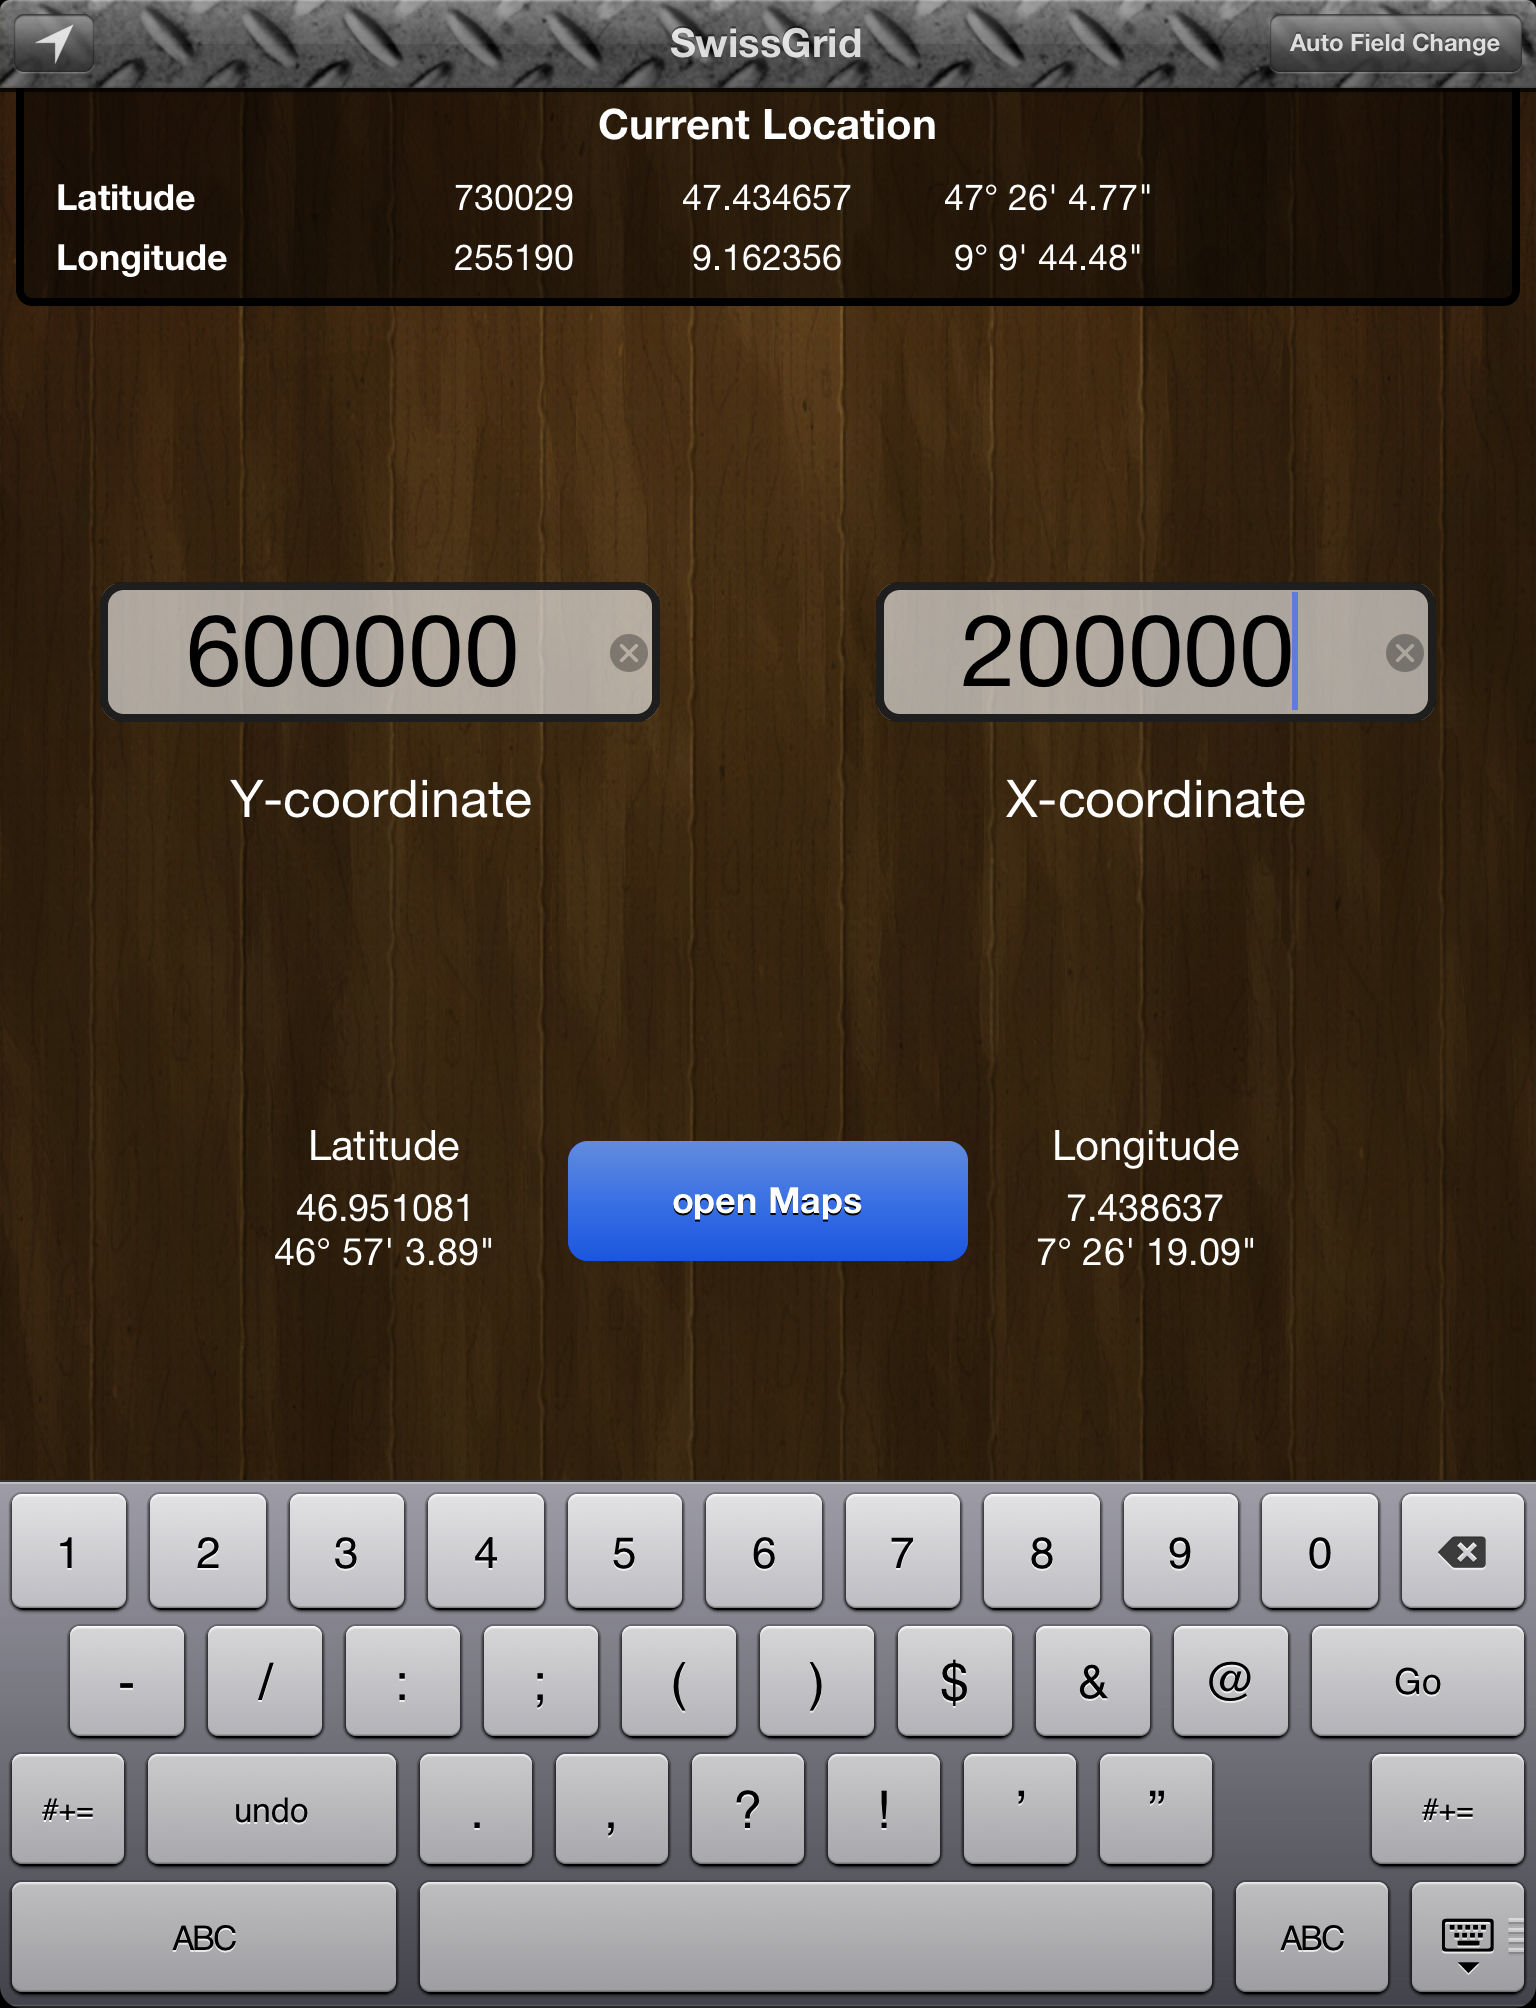 SwissGrid
Auto Field Change
Current Location
Latitude 730029 47.434657 47° 26' 4.77"
Longitude 255190 9.162356 9° 9' 44.48"
600000 200000
Y-coordinate X-coordinate
Latitude Longitude
46.951081 open Maps 7.438637
46° 57' 3.89" 7° 26' 19.09"
1 2 3 4 5 6 7 8 9 0
- / : ; ( ) $ & @ Go
#+= undo . , ? ! ’ ” #+=
ABC ABC